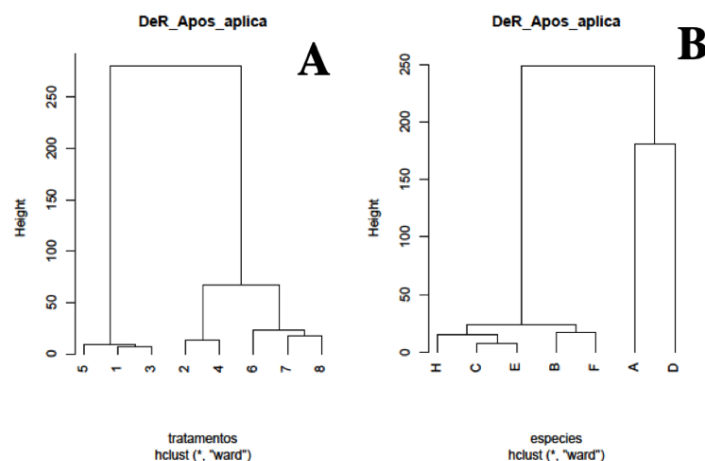 DeR_Apos_aplica
A
Height
250
200
150
100
50
0
5 1 3 2 4 6 7 8
tratamentos
hclust (*, "ward")
DeR_Apos_aplica
B
Height
250
200
150
100
50
0
H C E B F A D
especies
hclust (*, "ward")